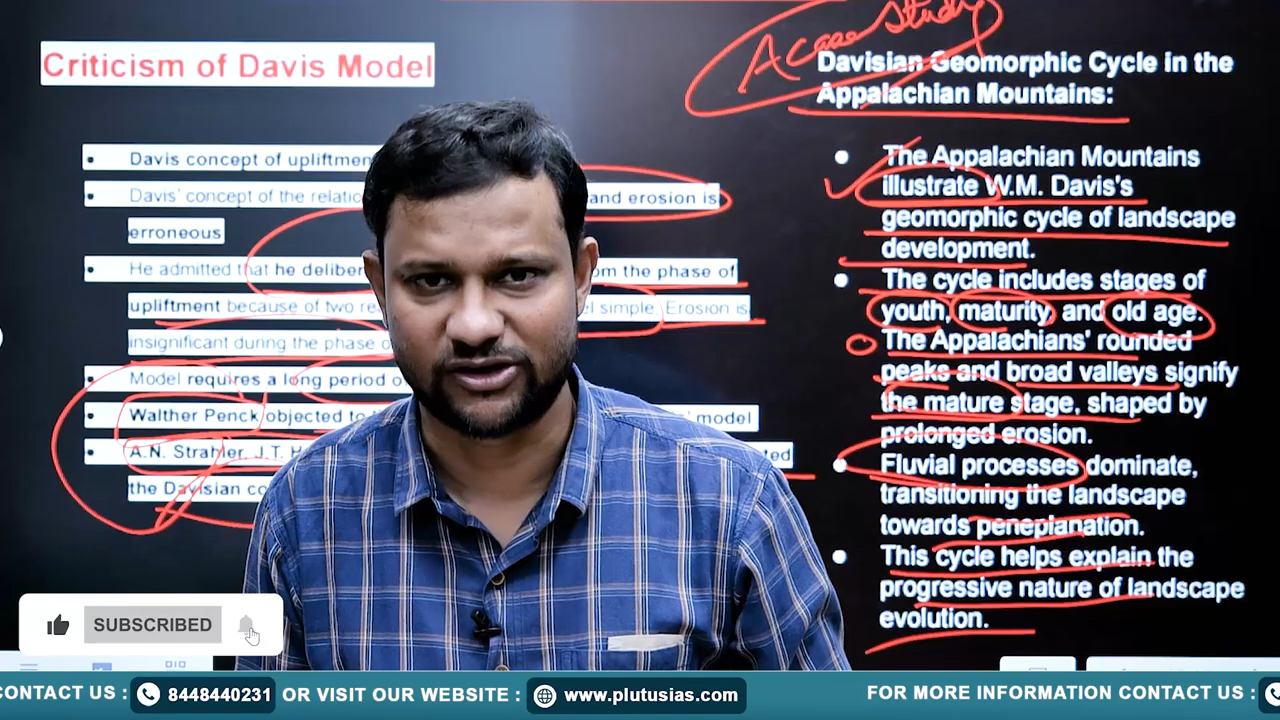 A case study
Criticism of Davis Model
• Davis concept of upliftmen
• Davis' concept of the relatio and erosion is
erroneous
• He admitted that he deliber om the phase of
upliftment because of two re el simple Erosion is
insignificant during the phase o
• Model requires a long period o
• Walther Penck objected to model
• A.N. Strahler, J.T. H ted
the Davisian co
Davisian Geomorphic Cycle in the
Appalachian Mountains:
• The Appalachian Mountains
illustrate W.M. Davis's
geomorphic cycle of landscape
development.
• The cycle includes stages of
youth, maturity, and old age.
The Appalachians' rounded
peaks and broad valleys signify
the mature stage, shaped by
prolonged erosion.
• Fluvial processes dominate,
transitioning the landscape
towards peneplanation.
• This cycle helps explain the
progressive nature of landscape
evolution.
SUBSCRIBED
CONTACT US : 8448440231 OR VISIT OUR WEBSITE : www.plutusias.com FOR MORE INFORMATION CONTACT US :